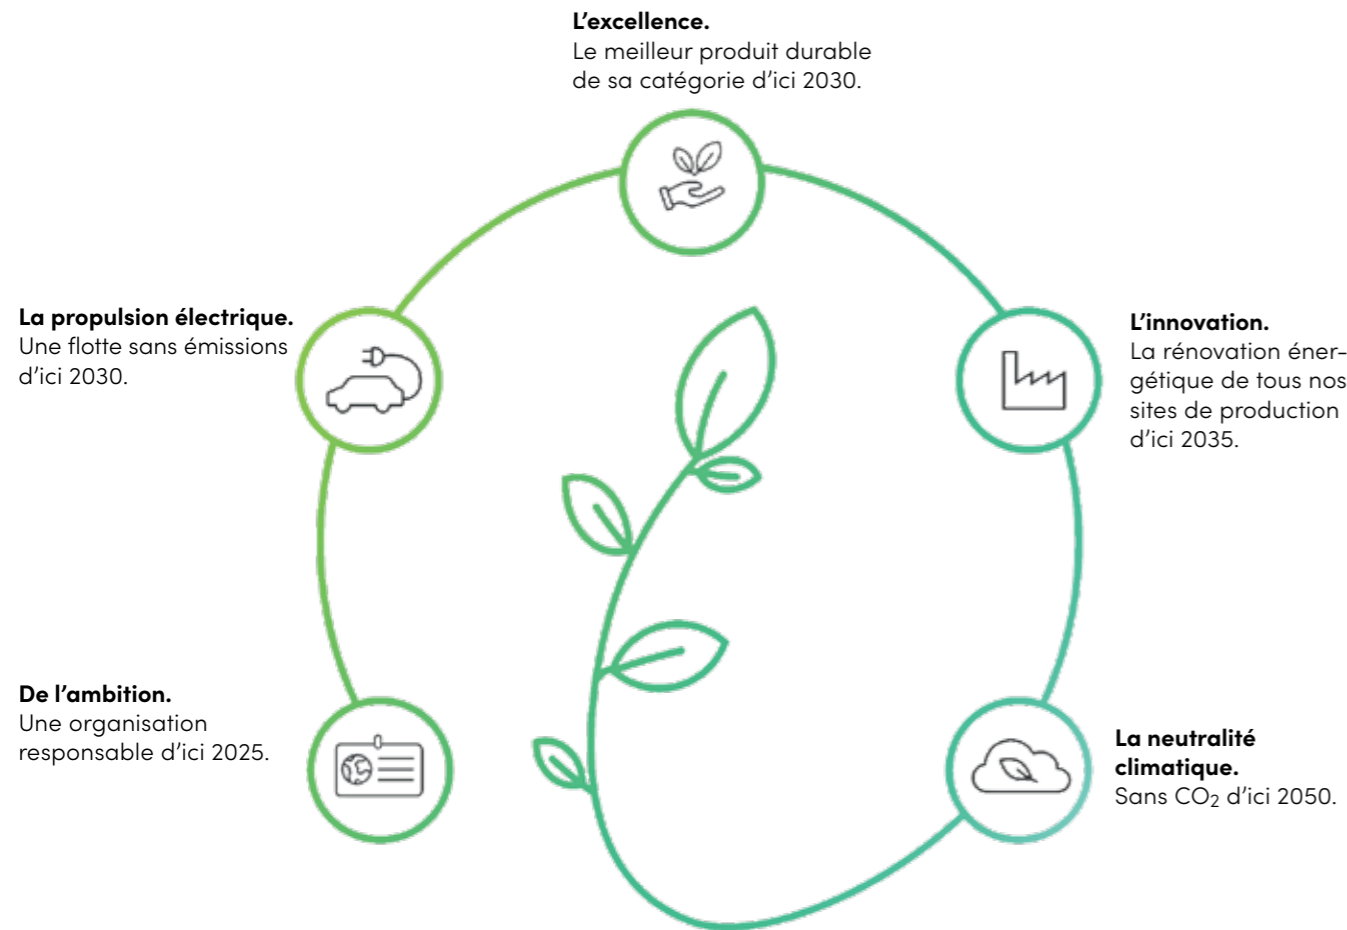 L'excellence.
Le meilleur produit durable
de sa catégorie d'ici 2030.
La propulsion électrique.
Une flotte sans émissions
d'ici 2030.
L'innovation.
La rénovation éner-
gétique de tous nos
sites de production
d'ici 2035.
De l'ambition.
Une organisation
responsable d'ici 2025.
La neutralité
climatique.
Sans CO₂ d'ici 2050.